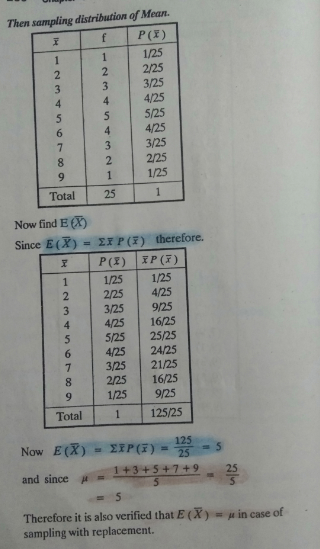 Then sampling distribution of Mean.
x̄ f P(x̄)
1 1 1/25
2 2 2/25
3 3 3/25
4 4 4/25
5 5 5/25
6 4 4/25
7 3 3/25
8 2 2/25
9 1 1/25
Total 25 1
Now find E(X̄)
Since E(X̄) = Σx̄ P(x̄) therefore.
x̄ P(x̄) x̄P(x̄)
1 1/25 1/25
2 2/25 4/25
3 3/25 9/25
4 4/25 16/25
5 5/25 25/25
6 4/25 24/25
7 3/25 21/25
8 2/25 16/25
9 1/25 9/25
Total 1 125/25
Now E(X̄) = Σx̄P(x̄) = 125/25 = 5
and since μ = 1+3+5+7+9/5 = 25/5
= 5
Therefore it is also verified that E(X̄) = μ in case of
sampling with replacement.